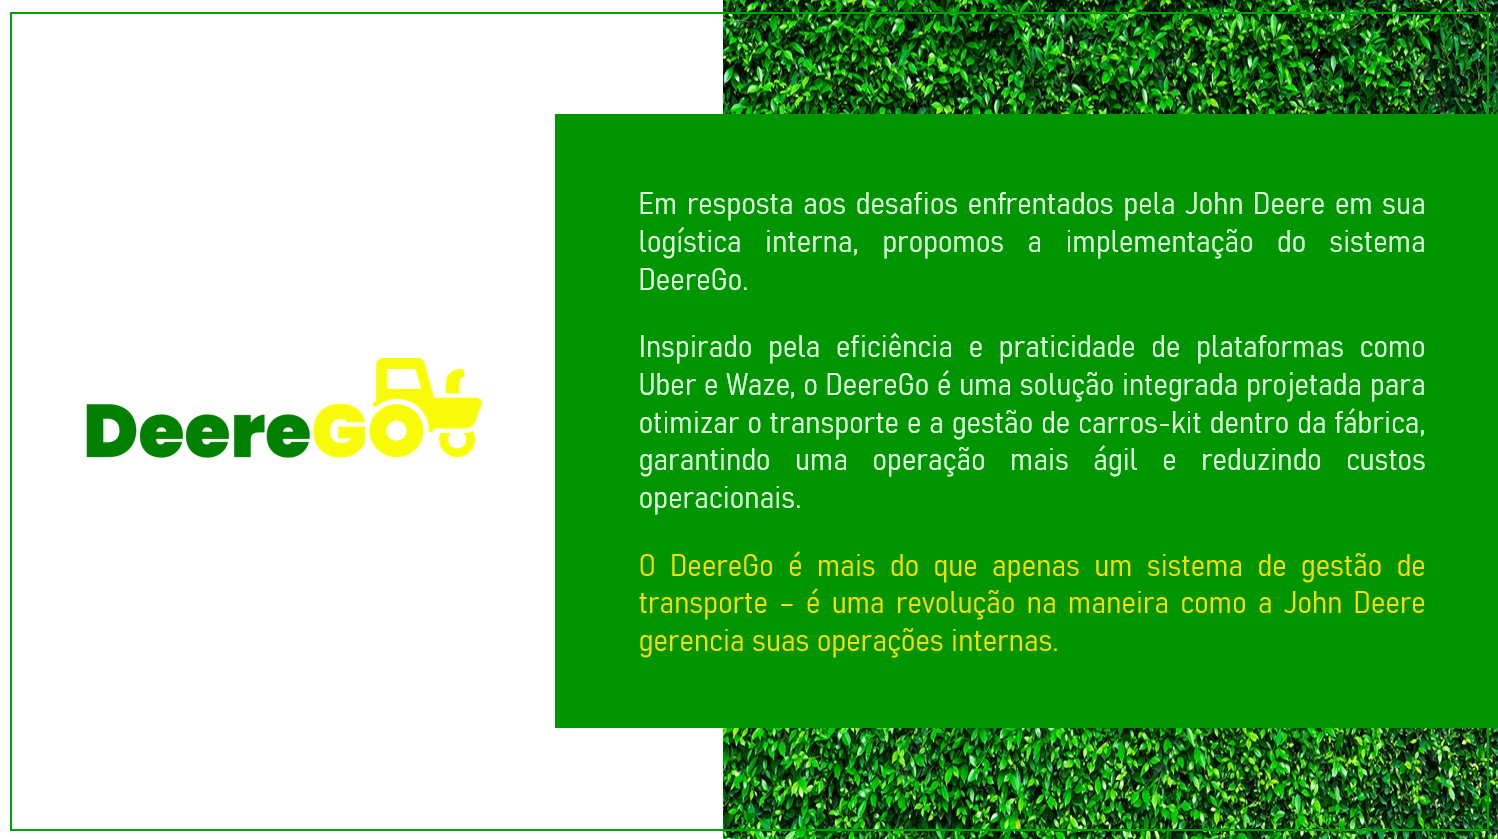 DeereGO
Em resposta aos desafios enfrentados pela John Deere em sua
logística interna, propomos a implementação do sistema
DeereGo.
Inspirado pela eficiência e praticidade de plataformas como
Uber e Waze, o DeereGo é uma solução integrada projetada para
otimizar o transporte e a gestão de carros-kit dentro da fábrica,
garantindo uma operação mais ágil e reduzindo custos
operacionais.
O DeereGo é mais do que apenas um sistema de gestão de
transporte – é uma revolução na maneira como a John Deere
gerencia suas operações internas.